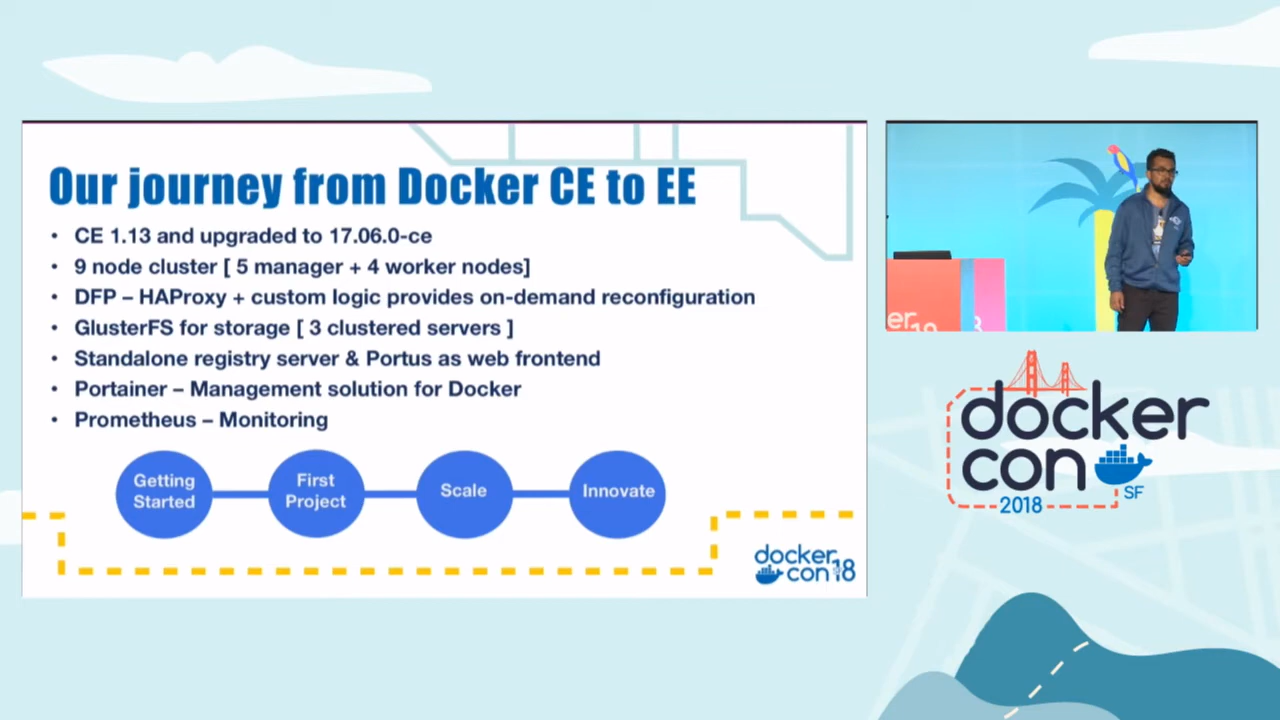 Our journey from Docker CE to EE
• CE 1.13 and upgraded to 17.06.0-ce
• 9 node cluster [ 5 manager + 4 worker nodes]
• DFP – HAProxy + custom logic provides on-demand reconfiguration
• GlusterFS for storage [ 3 clustered servers ]
• Standalone registry server & Portus as web frontend
• Portainer – Management solution for Docker
• Prometheus – Monitoring
Getting
Started
First
Project
Scale
Innovate
docker
con18
docker
con
2018
SF